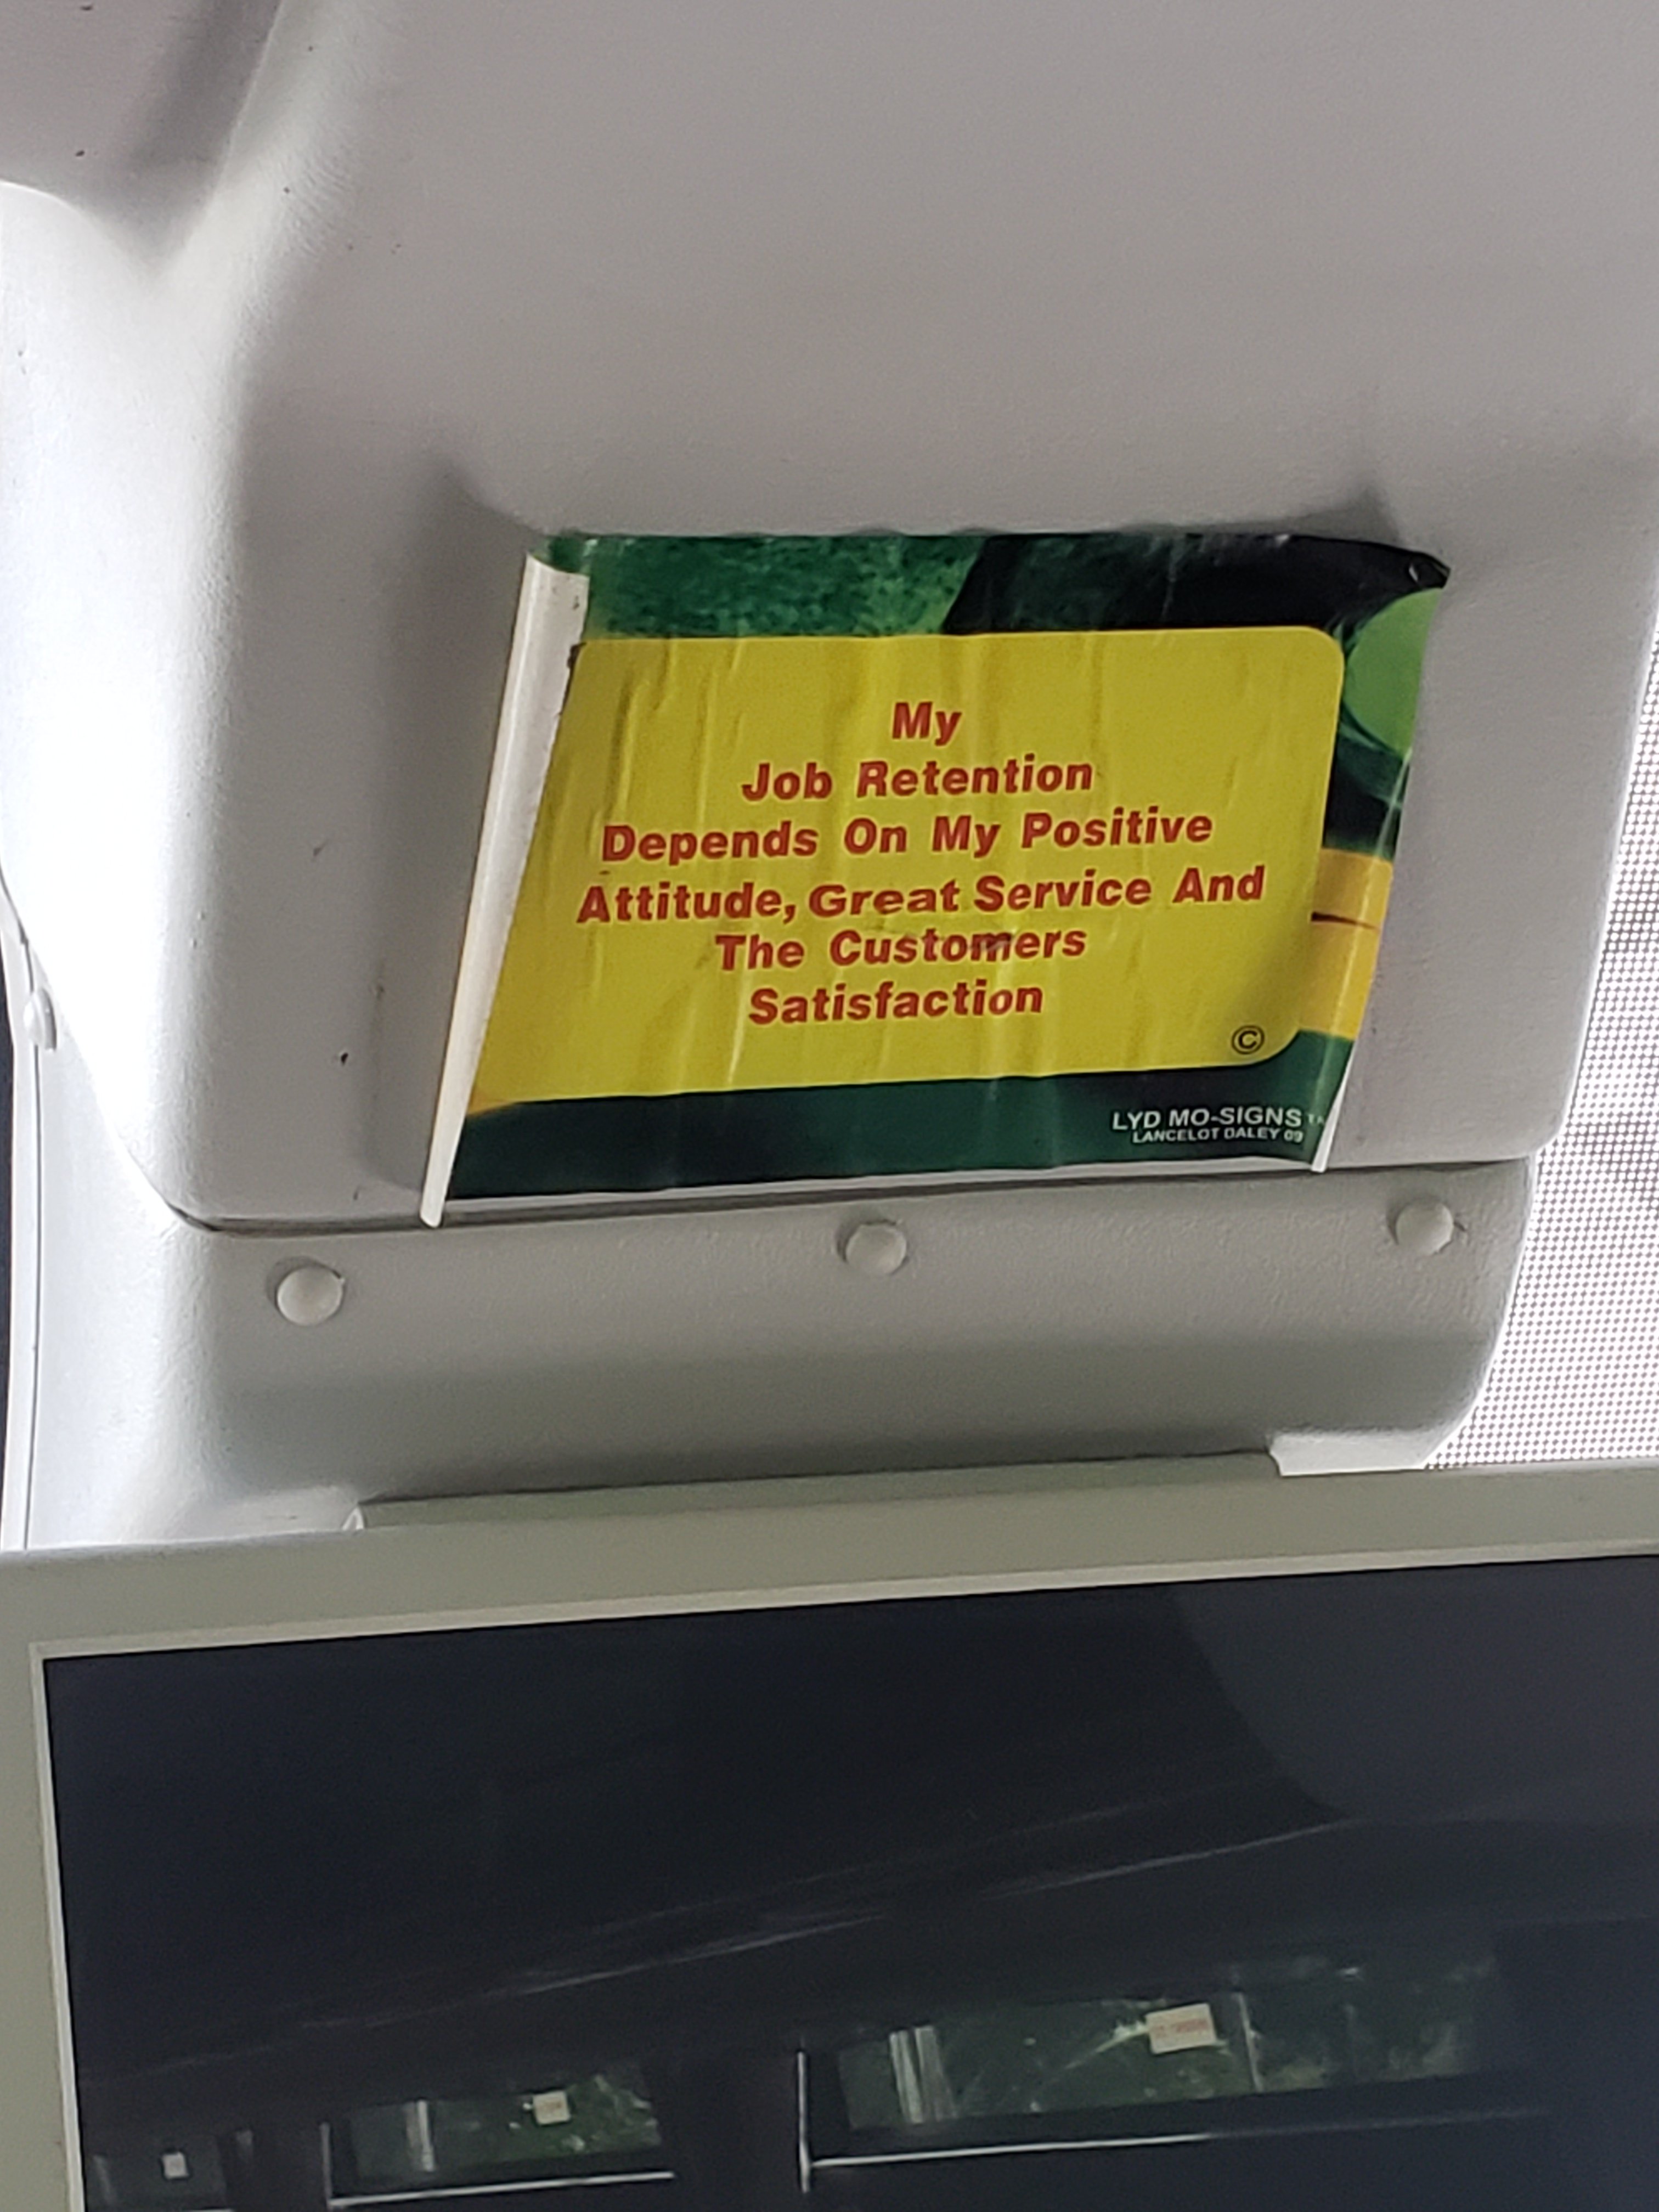 My
Job Retention
Depends On My Positive
Attitude, Great Service And
The Customers
Satisfaction
©
LYD MO-SIGNS
LANCELOT DALEY 09